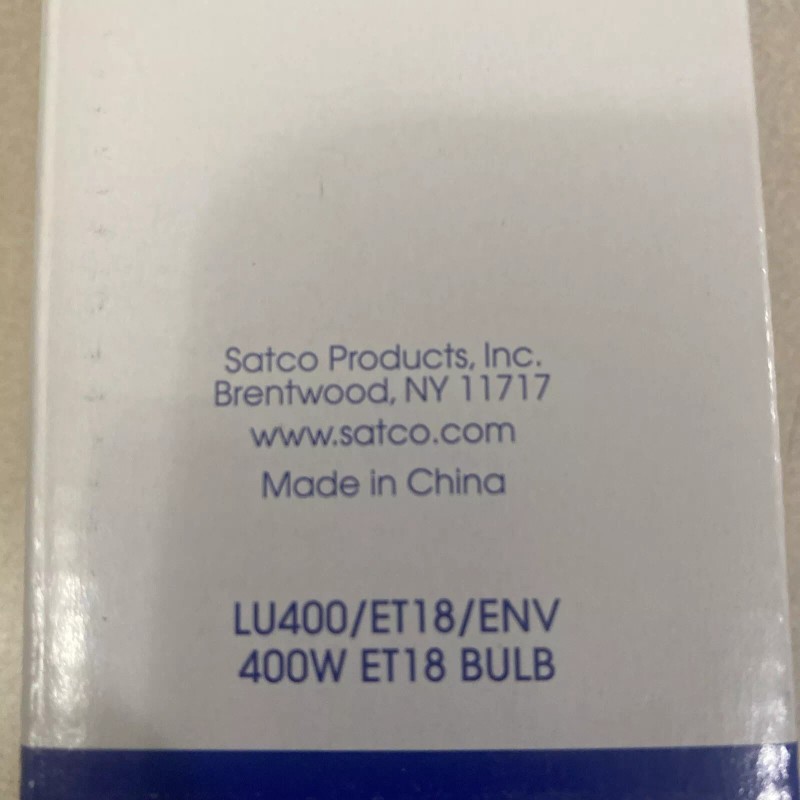 Satco Products, Inc.
Brentwood, NY 11717
www.satco.com
Made in China
LU400/ET18/ENV
400W ET18 BULB